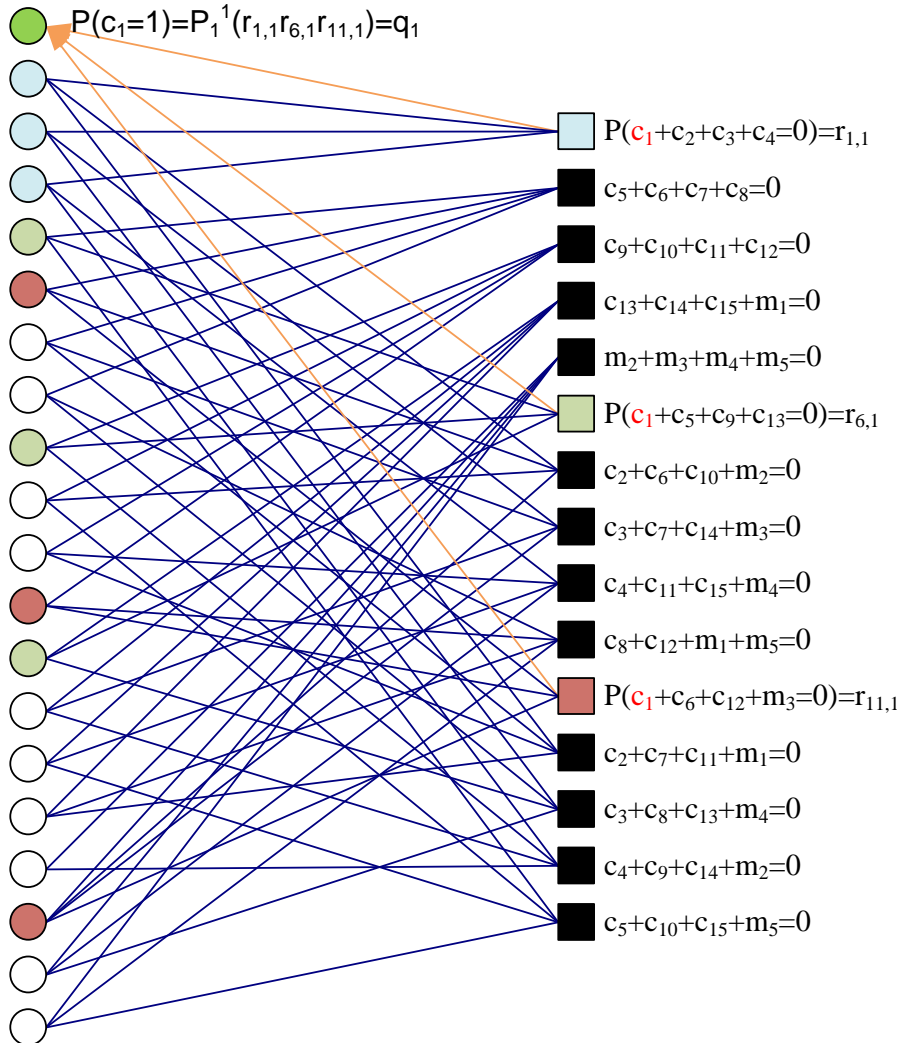 P(c₁=1)=P₁¹(r₁,₁r₆,₁r₁₁,₁)=q₁
P(c₁+c₂+c₃+c₄=0)=r₁,₁
c₅+c₆+c₇+c₈=0
c₉+c₁₀+c₁₁+c₁₂=0
c₁₃+c₁₄+c₁₅+m₁=0
m₂+m₃+m₄+m₅=0
P(c₁+c₅+c₉+c₁₃=0)=r₆,₁
c₂+c₆+c₁₀+m₂=0
c₃+c₇+c₁₄+m₃=0
c₄+c₁₁+c₁₅+m₄=0
c₈+c₁₂+m₁+m₅=0
P(c₁+c₆+c₁₂+m₃=0)=r₁₁,₁
c₂+c₇+c₁₁+m₁=0
c₃+c₈+c₁₃+m₄=0
c₄+c₉+c₁₄+m₂=0
c₅+c₁₀+c₁₅+m₅=0